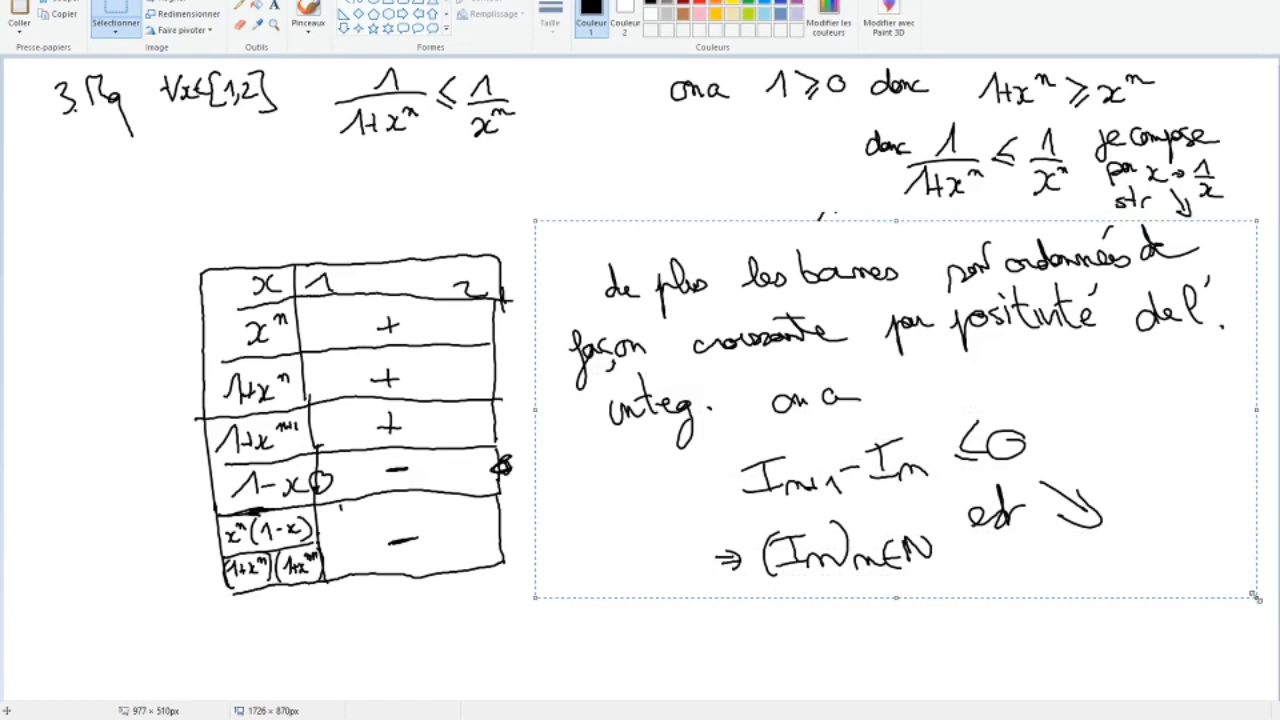 Coller
Copier
Presse-papiers
Sélectionner
Redimensionner
Faire pivoter
Image
Outils
Pinceaux
Formes
Remplissage
Taille
Couleur 1
Couleur 2
Couleurs
Modifier les couleurs
Modifier avec Paint 3D
3. Mq ∀x∈[1,2] 1/(1+x^n) ≤ 1/x^n
on a 1 ≥ 0 donc 1+x^n ≥ x^n
donc 1/(1+x^n) ≤ 1/x^n je compose
par x → 1/x
str ↘
x 1 2
x^n +
1+x^n +
1+x^{n+1} +
1-x 0 -
x^n(1-x) -
(1+x^n)(1+x^{n+1})
de plus les bornes sont ordonnées de
façon croissante par positivité de l'
integ. on a
I_{n+1} - I_n ≤ 0
⇒ (I_n)n∈N est ↘
977 × 510px
1726 × 870px